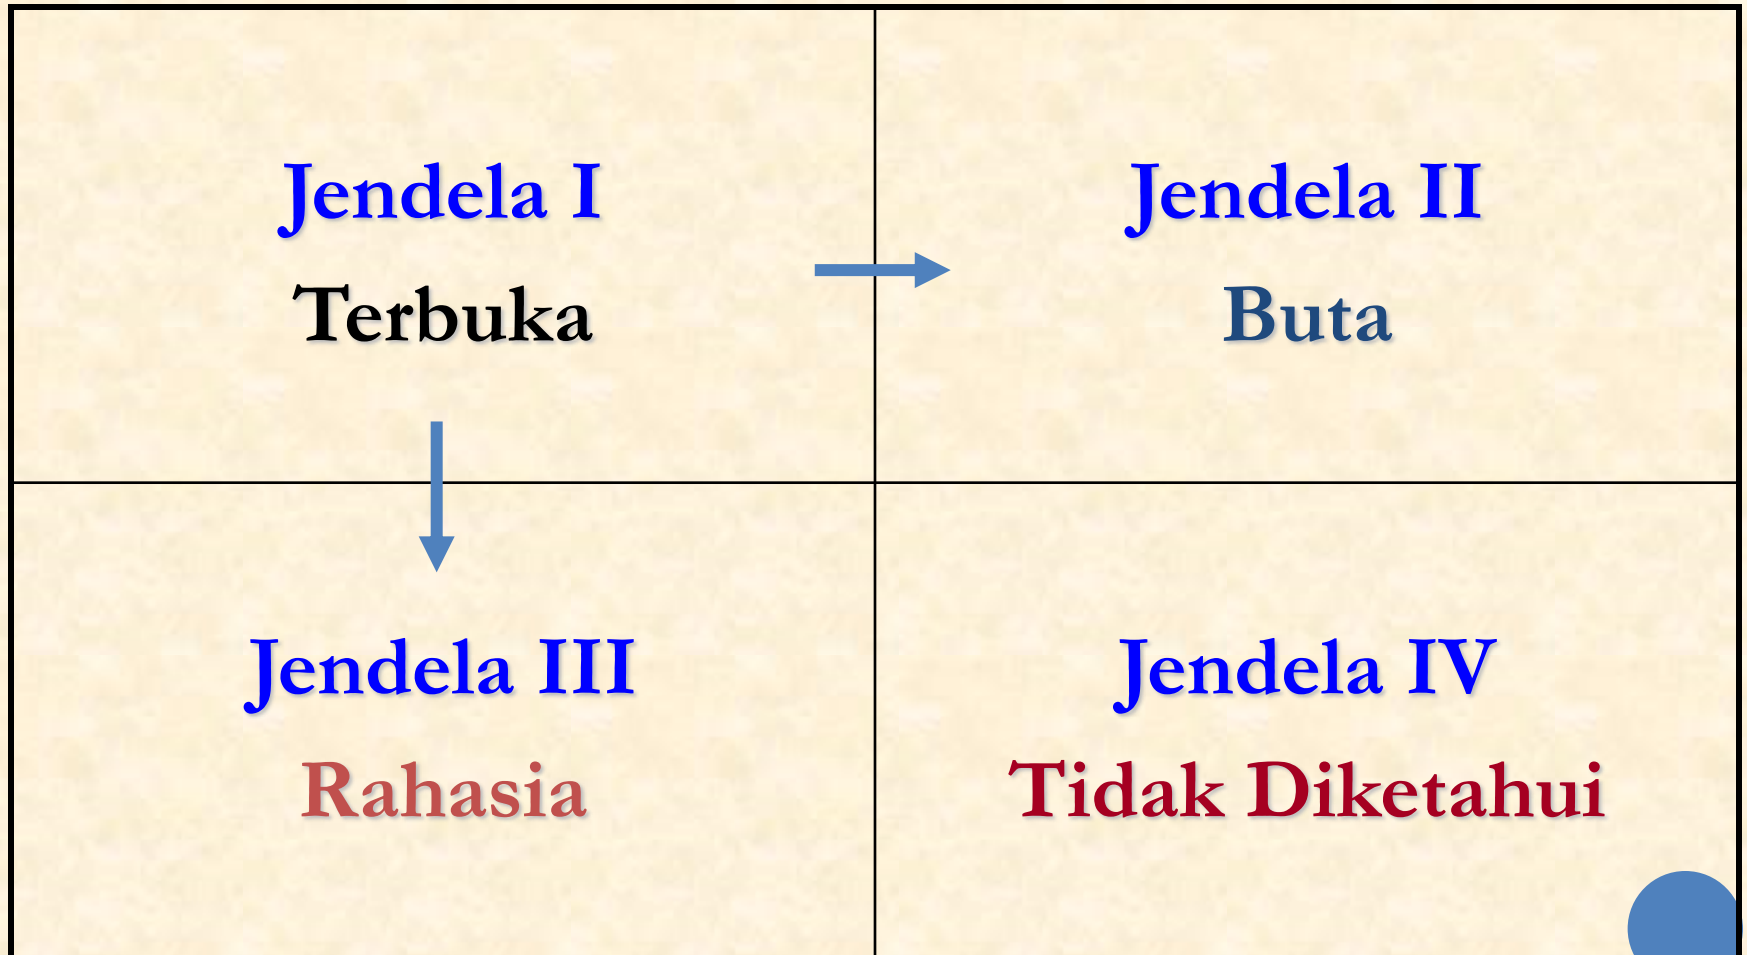 Jendela I
Terbuka
Jendela II
Buta
Jendela III
Rahasia
Jendela IV
Tidak Diketahui